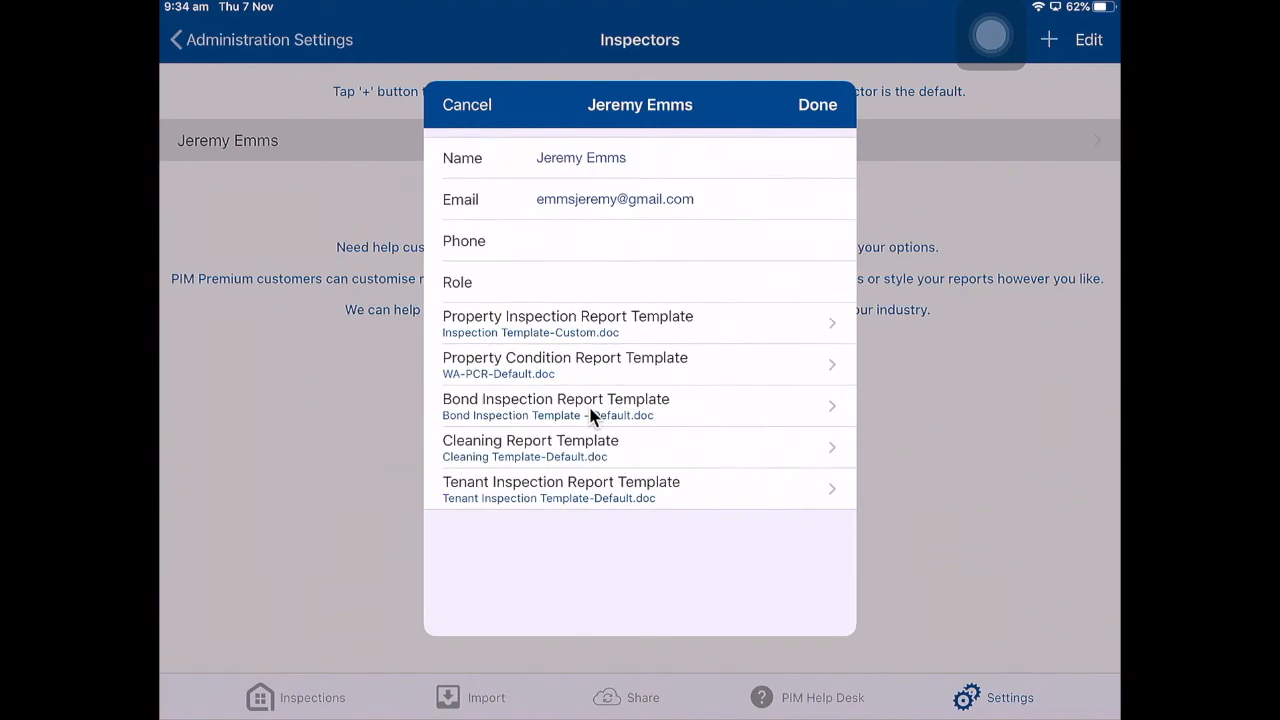 9:34 am Thu 7 Nov 62%
Administration Settings Inspectors Edit
Tap '+' button ctor is the default.
Cancel Jeremy Emms Done
Jeremy Emms
Name Jeremy Emms
Email emmsjeremy@gmail.com
Phone
Need help cus your options.
Role
PIM Premium customers can customise r s or style your reports however you like.
We can help our industry.
Property Inspection Report Template
Inspection Template-Custom.doc
Property Condition Report Template
WA-PCR-Default.doc
Bond Inspection Report Template
Bond Inspection Template - efault.doc
Cleaning Report Template
Cleaning Template-Default.doc
Tenant Inspection Report Template
Tenant Inspection Template-Default.doc
Inspections Import Share PIM Help Desk Settings